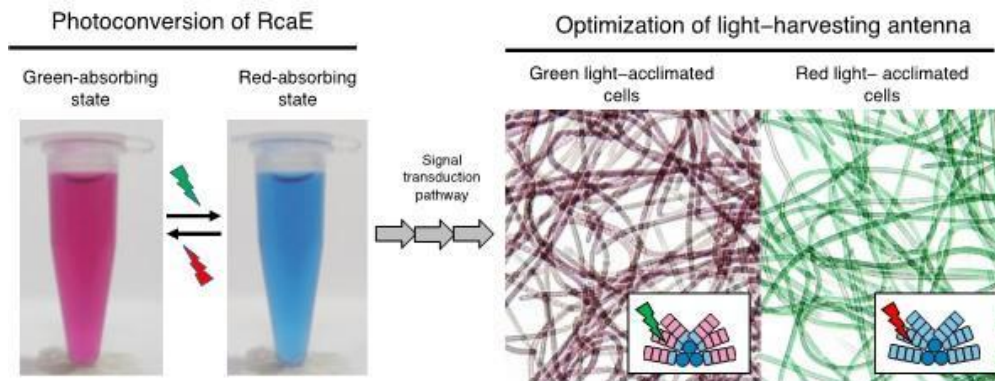 Photoconversion of RcaE
Green-absorbing
state
Red-absorbing
state
Signal
transduction
pathway
Optimization of light–harvesting antenna
Green light–acclimated
cells
Red light– acclimated
cells